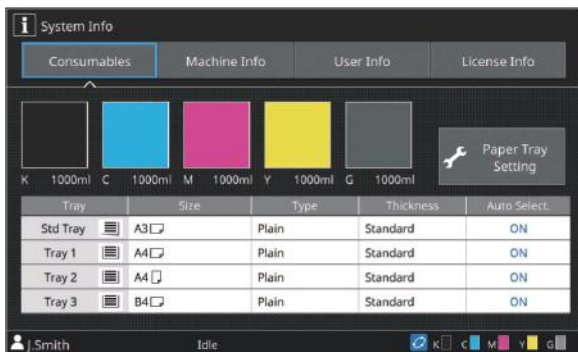 i System Info
Consumables Machine Info User Info License Info
K 1000ml C 1000ml M 1000ml Y 1000ml G 1000ml
Paper Tray
Setting
Tray Size Type Thickness Auto Select.
Std Tray A3 Plain Standard ON
Tray 1 A4 Plain Standard ON
Tray 2 A4 Plain Standard ON
Tray 3 B4 Plain Standard ON
J.Smith Idle K C M Y G